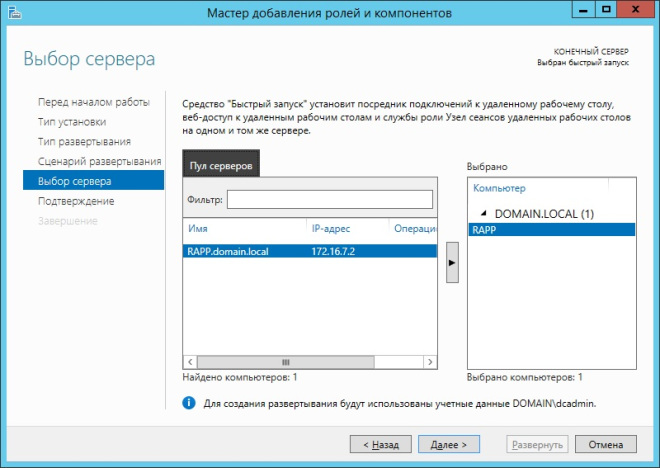 Мастер добавления ролей и компонентов
Выбор сервера
КОНЕЧНЫЙ СЕРВЕР
Выбран быстрый запуск
Перед началом работы
Тип установки
Тип развертывания
Сценарий развертывания
Выбор сервера
Подтверждение
Завершение
Средство "Быстрый запуск" установит посредник подключений к удаленному рабочему столу,
веб-доступ к удаленным рабочим столам и службы роли Узел сеансов удаленных рабочих столов
на одном и том же сервере.
Пул серверов
Фильтр:
Имя IP-адрес Операцио
RAPP.domain.local 172.16.7.2
Найдено компьютеров: 1
Выбрано
Компьютер
DOMAIN.LOCAL (1)
RAPP
Выбрано компьютеров: 1
Для создания развертывания будут использованы учетные данные DOMAIN\dcadmin.
< Назад
Далее >
Развернуть
Отмена